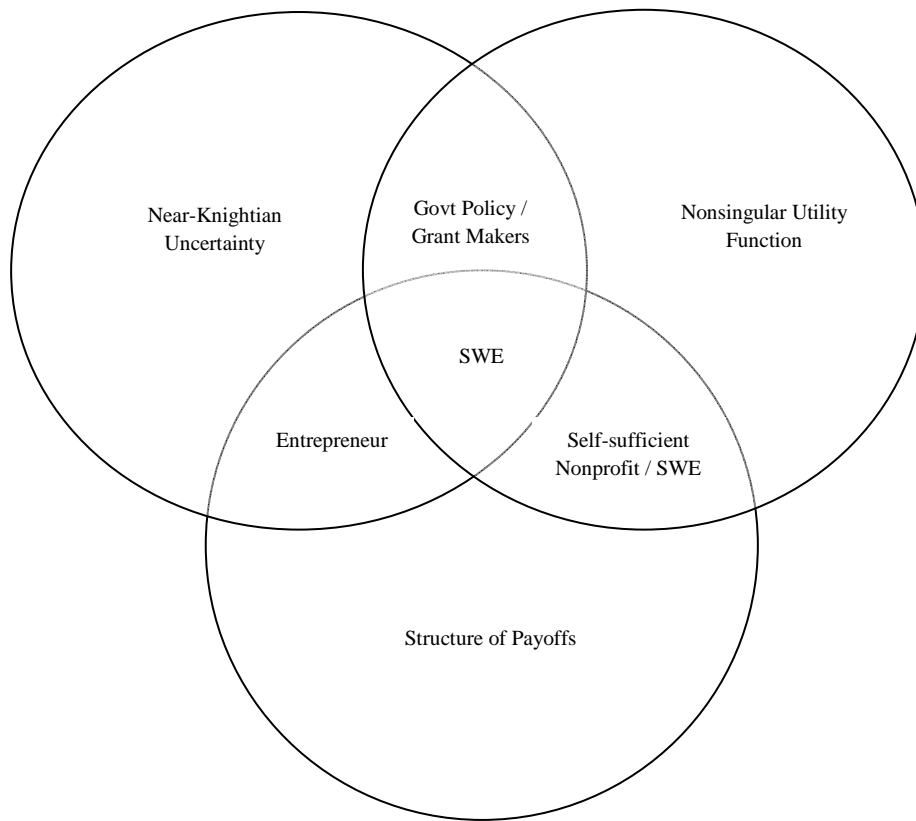 Near-Knightian
Uncertainty
Govt Policy /
Grant Makers
Nonsingular Utility
Function
SWE
Entrepreneur
Self-sufficient
Nonprofit / SWE
Structure of Payoffs